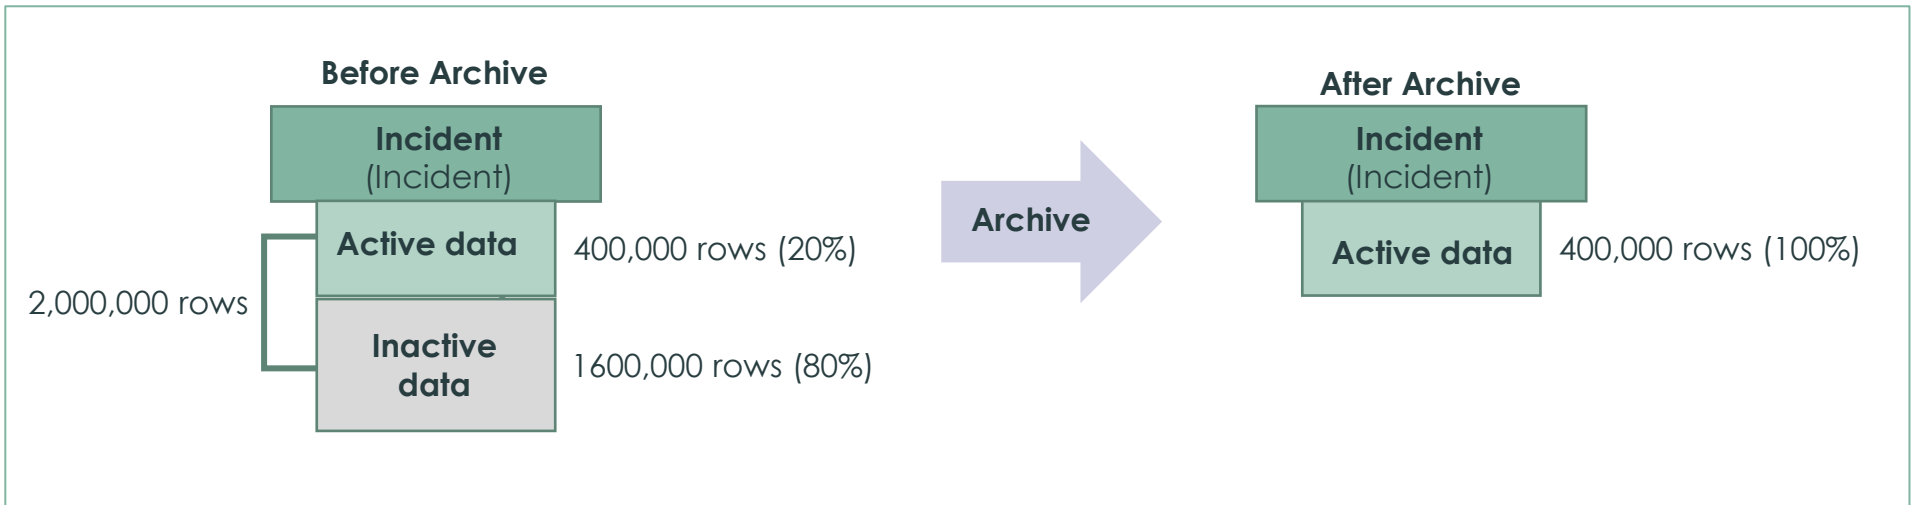 Before Archive
Incident
(Incident)
Active data
400,000 rows (20%)
2,000,000 rows
Inactive
data
1600,000 rows (80%)
Archive
After Archive
Incident
(Incident)
Active data
400,000 rows (100%)